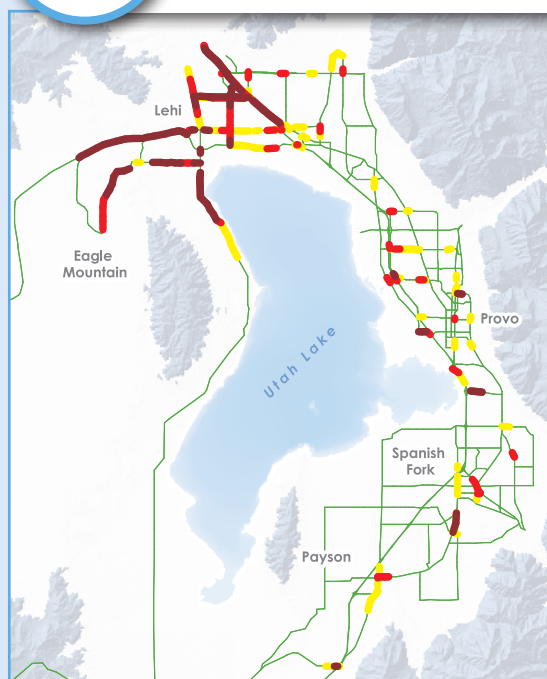 Lehi
Eagle
Mountain
Utah Lake
Provo
Spanish
Fork
Payson